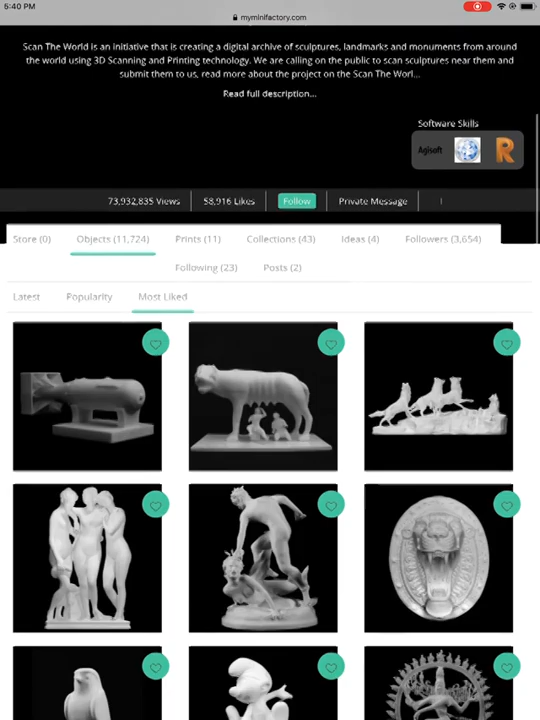 5:40 PM
myminifactory.com
Scan The World is an initiative that is creating a digital archive of sculptures, landmarks and monuments from around
the world using 3D Scanning and Printing technology. We are calling on the public to scan sculptures near them and
submit them to us, read more about the project on the Scan The Worl...
Read full description...
Software Skills
Agisoft
R
73,932,835 Views
58,916 Likes
Follow
Private Message
Store (0)
Objects (11,724)
Prints (11)
Collections (43)
Ideas (4)
Followers (3,654)
Following (23)
Posts (2)
Latest
Popularity
Most Liked